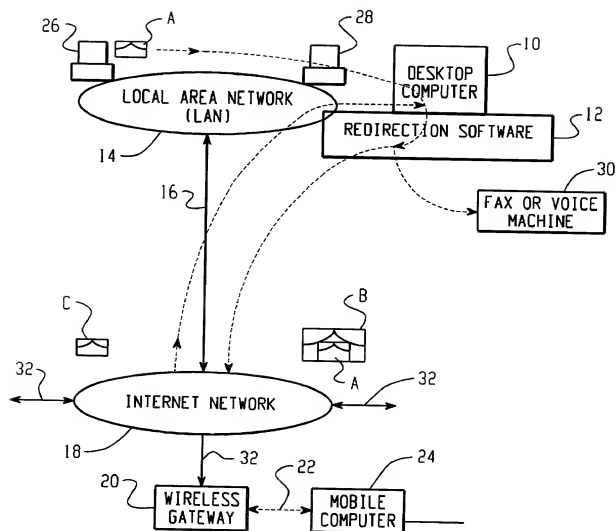 26
A
28
10
DESKTOP
COMPUTER
LOCAL AREA NETWORK
(LAN)
REDIRECTION SOFTWARE
12
14
30
16
FAX OR VOICE
MACHINE
C
B
A
32
32
INTERNET NETWORK
18
32
24
20
22
WIRELESS
GATEWAY
MOBILE
COMPUTER